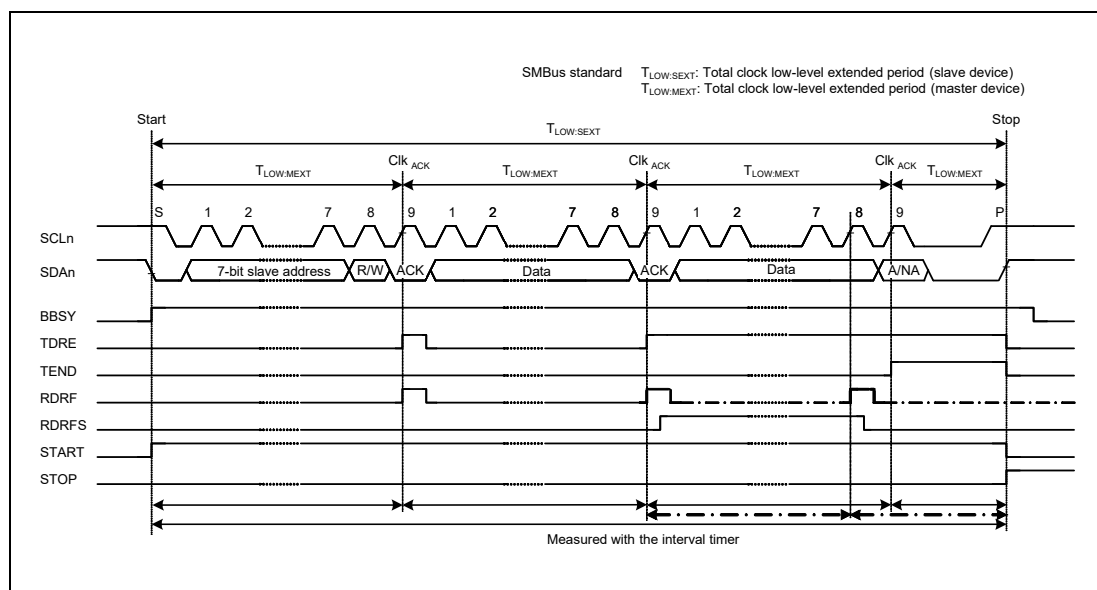 SMBus standard T_LOW:SEXT: Total clock low-level extended period (slave device)
T_LOW:MEXT: Total clock low-level extended period (master device)
Start Stop
T_LOW:SEXT
Clk ACK Clk ACK Clk ACK
T_LOW:MEXT T_LOW:MEXT T_LOW:MEXT T_LOW:MEXT
S 1 2 7 8 9 1 2 7 8 9 1 2 7 8 9 P
SCLn
SDAn 7-bit slave address R/W ACK Data ACK Data A/NA
BBSY
TDRE
TEND
RDRF
RDRFS
START
STOP
Measured with the interval timer